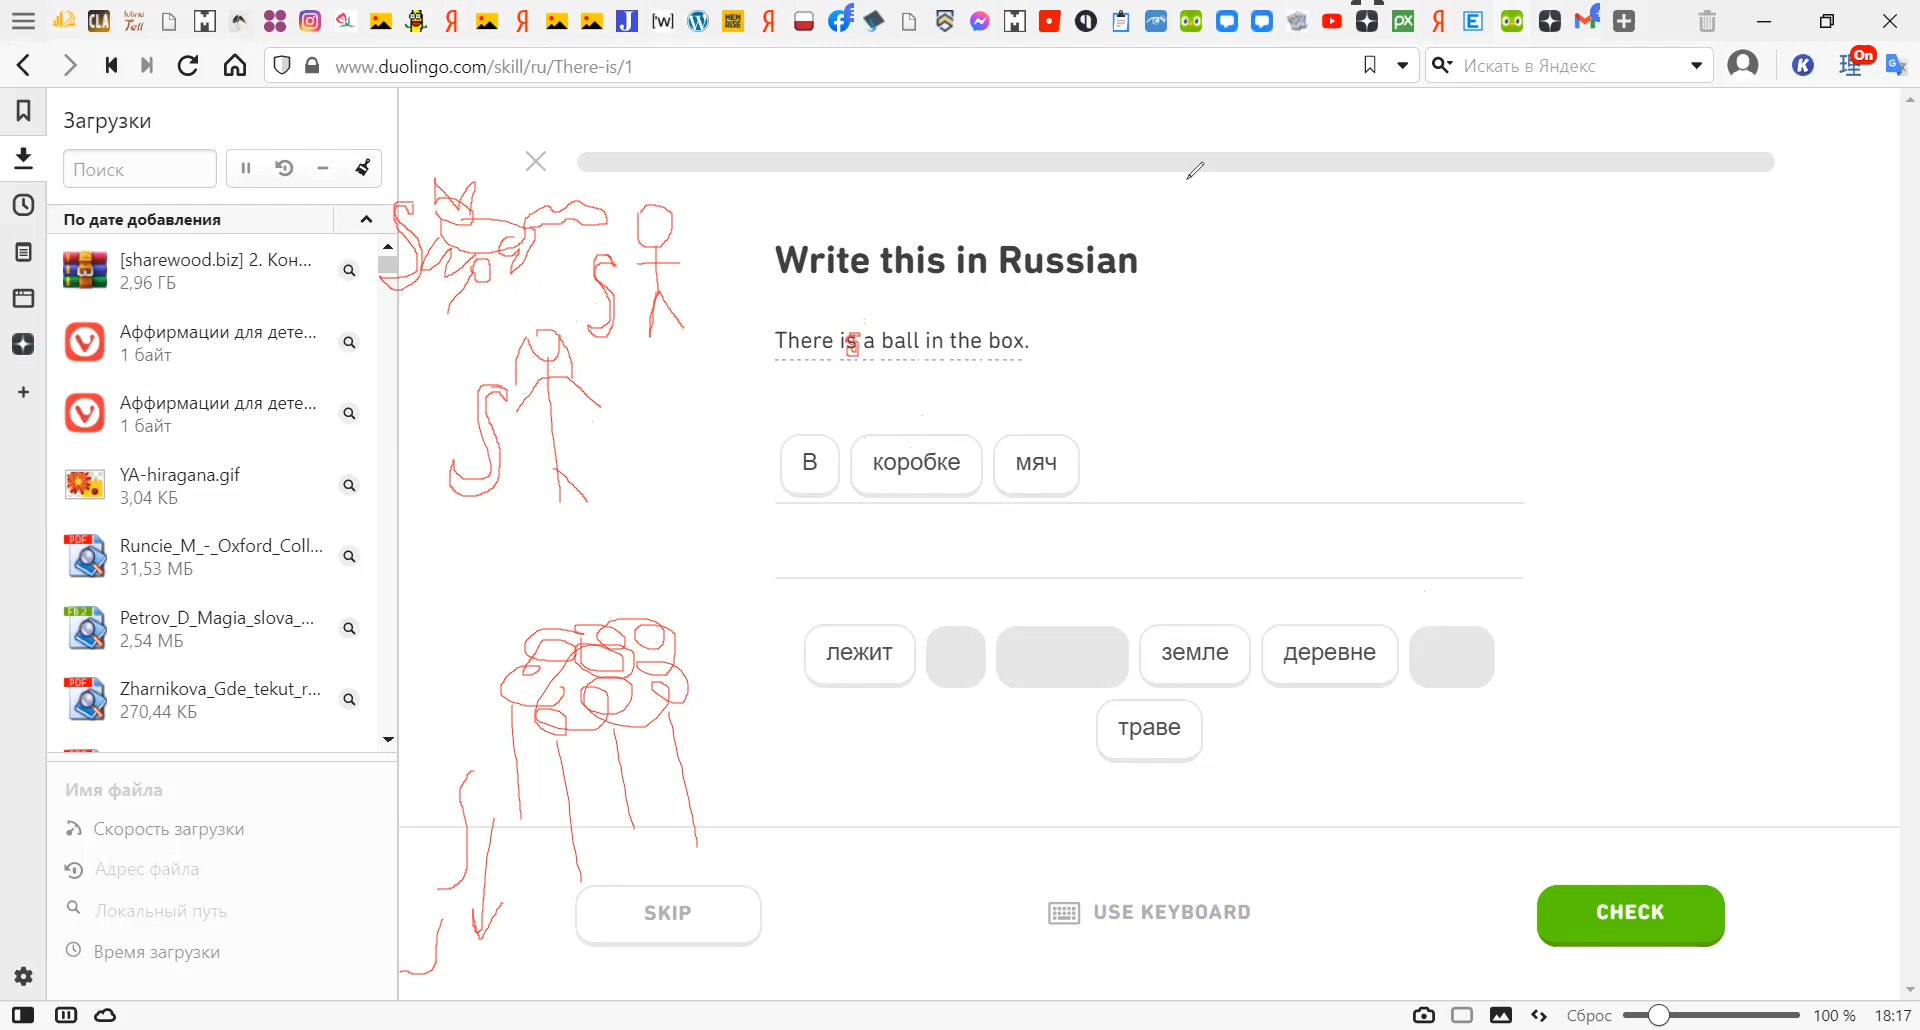 www.duolingo.com/skill/ru/There-is/1
Искать в Яндекс
On
Загрузки
Поиск
По дате добавления
[sharewood.biz] 2. Кон...
2,96 ГБ
Аффирмации для дете...
1 байт
Аффирмации для дете...
1 байт
YA-hiragana.gif
3,04 КБ
Runcie_M_-_Oxford_Coll...
31,53 МБ
Petrov_D_Magia_slova_...
2,54 МБ
Zharnikova_Gde_tekut_r...
270,44 КБ
Имя файла
Скорость загрузки
Адрес файла
Локальный путь
Время загрузки
Write this in Russian
There is a ball in the box.
В коробке мяч
лежит земле деревне
траве
SKIP
USE KEYBOARD
CHECK
Сброс
100 %
18:17